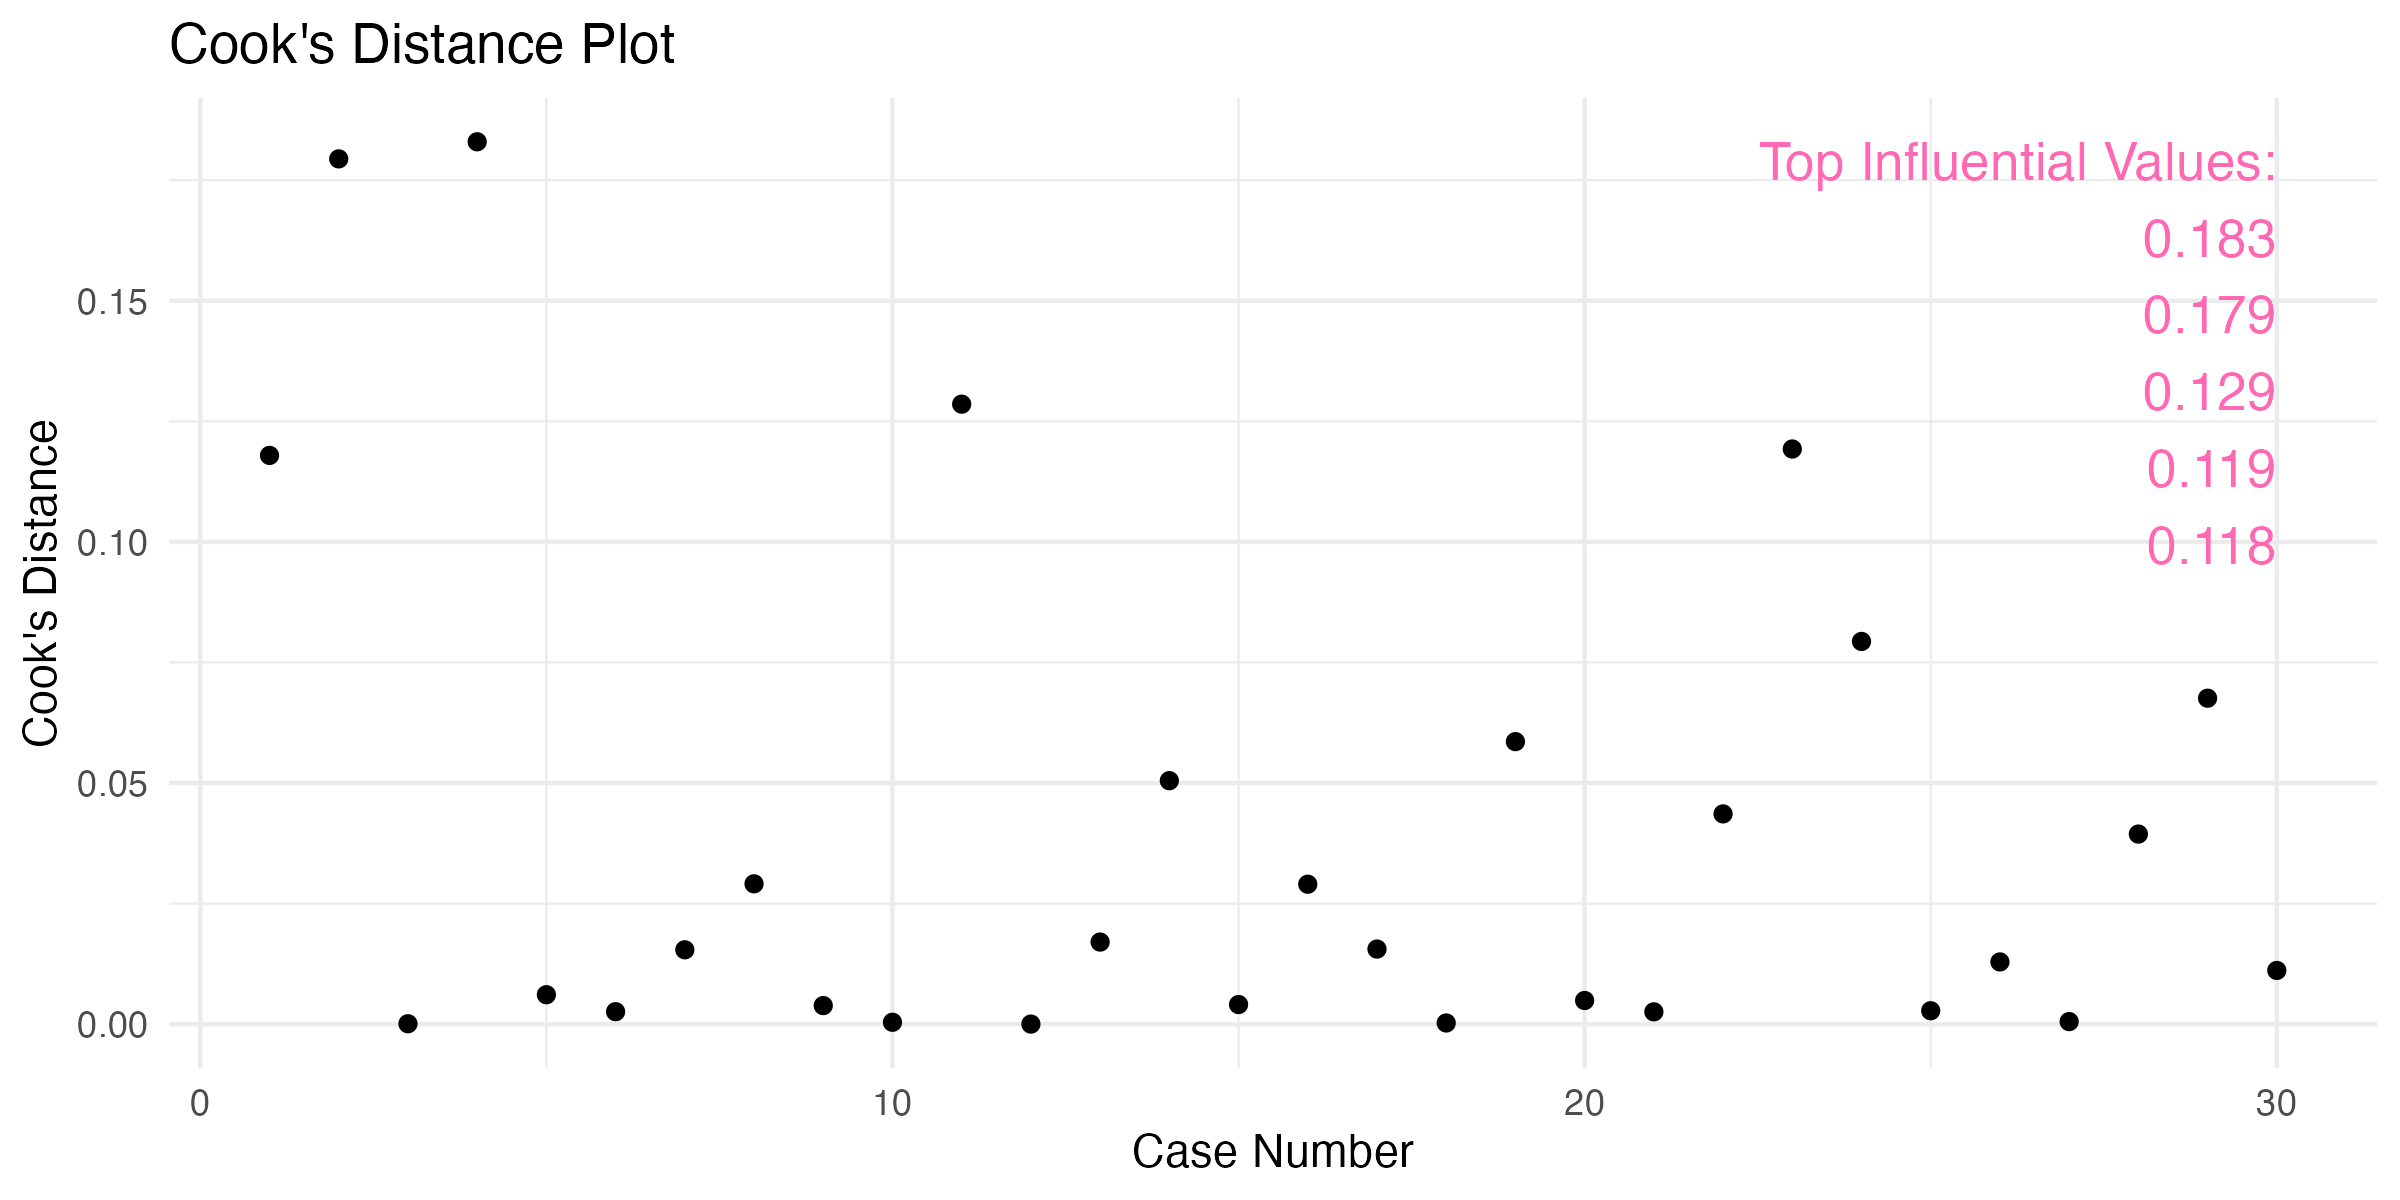 Cook's Distance Plot
Top Influential Values:
0.183
0.179
0.129
0.119
0.118
Cook's Distance
0.15
0.10
0.05
0.00
0 10 20 30
Case Number